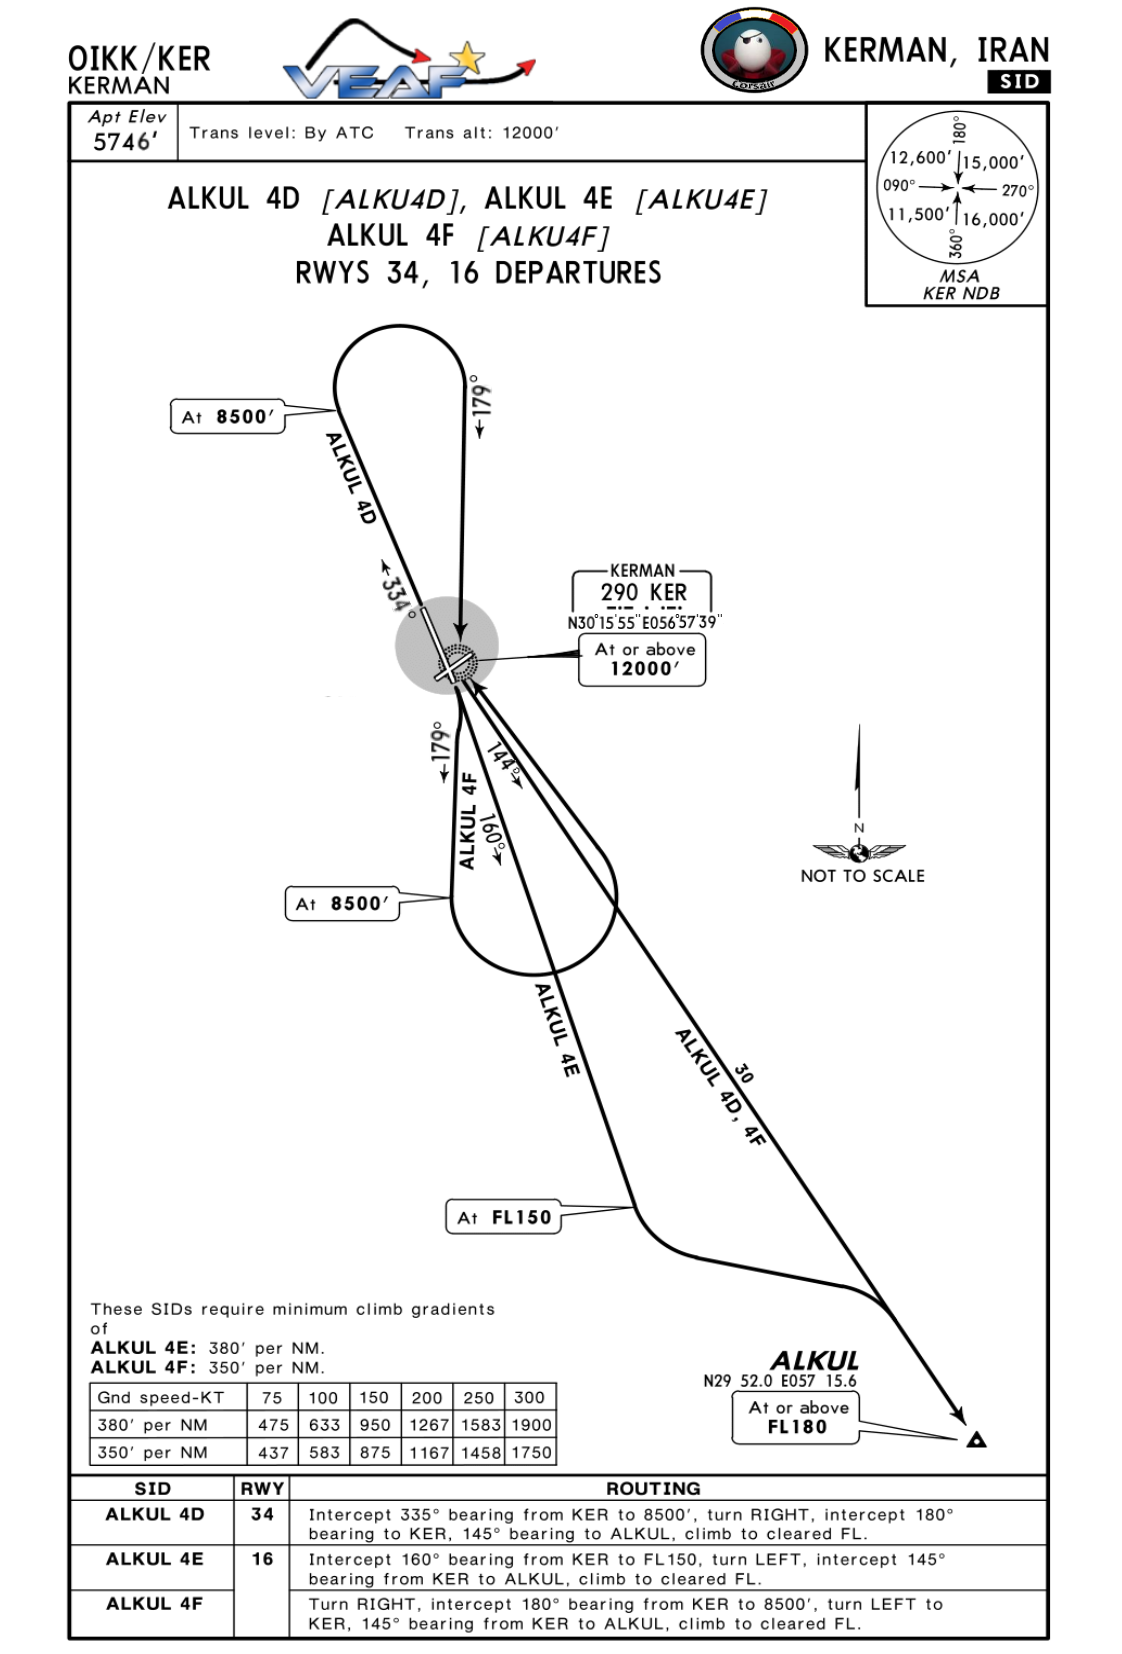 OIKK/KER
KERMAN
VEAF
Corsair
KERMAN, IRAN
SID
Apt Elev
5746'
Trans level: By ATC Trans alt: 12000'
180°
12,600' 15,000'
090° 270°
11,500' 16,000'
360°
MSA
KER NDB
ALKUL 4D [ALKU4D], ALKUL 4E [ALKU4E]
ALKUL 4F [ALKU4F]
RWYS 34, 16 DEPARTURES
179°
At 8500'
ALKUL 4D
334°
KERMAN
290 KER
N30°15'55" E056°57'39"
At or above
12000'
179°
144°
ALKUL 4F
160°
N
NOT TO SCALE
At 8500'
ALKUL 4E
30
ALKUL 4D, 4F
At FL150
These SIDs require minimum climb gradients
of
ALKUL 4E: 380' per NM.
ALKUL 4F: 350' per NM.
ALKUL
N29 52.0 E057 15.6
At or above
FL180
Gnd speed-KT 75 100 150 200 250 300
380' per NM 475 633 950 1267 1583 1900
350' per NM 437 583 875 1167 1458 1750
SID RWY ROUTING
ALKUL 4D 34 Intercept 335° bearing from KER to 8500', turn RIGHT, intercept 180°
bearing to KER, 145° bearing to ALKUL, climb to cleared FL.
ALKUL 4E 16 Intercept 160° bearing from KER to FL150, turn LEFT, intercept 145°
bearing from KER to ALKUL, climb to cleared FL.
ALKUL 4F Turn RIGHT, intercept 180° bearing from KER to 8500', turn LEFT to
KER, 145° bearing from KER to ALKUL, climb to cleared FL.